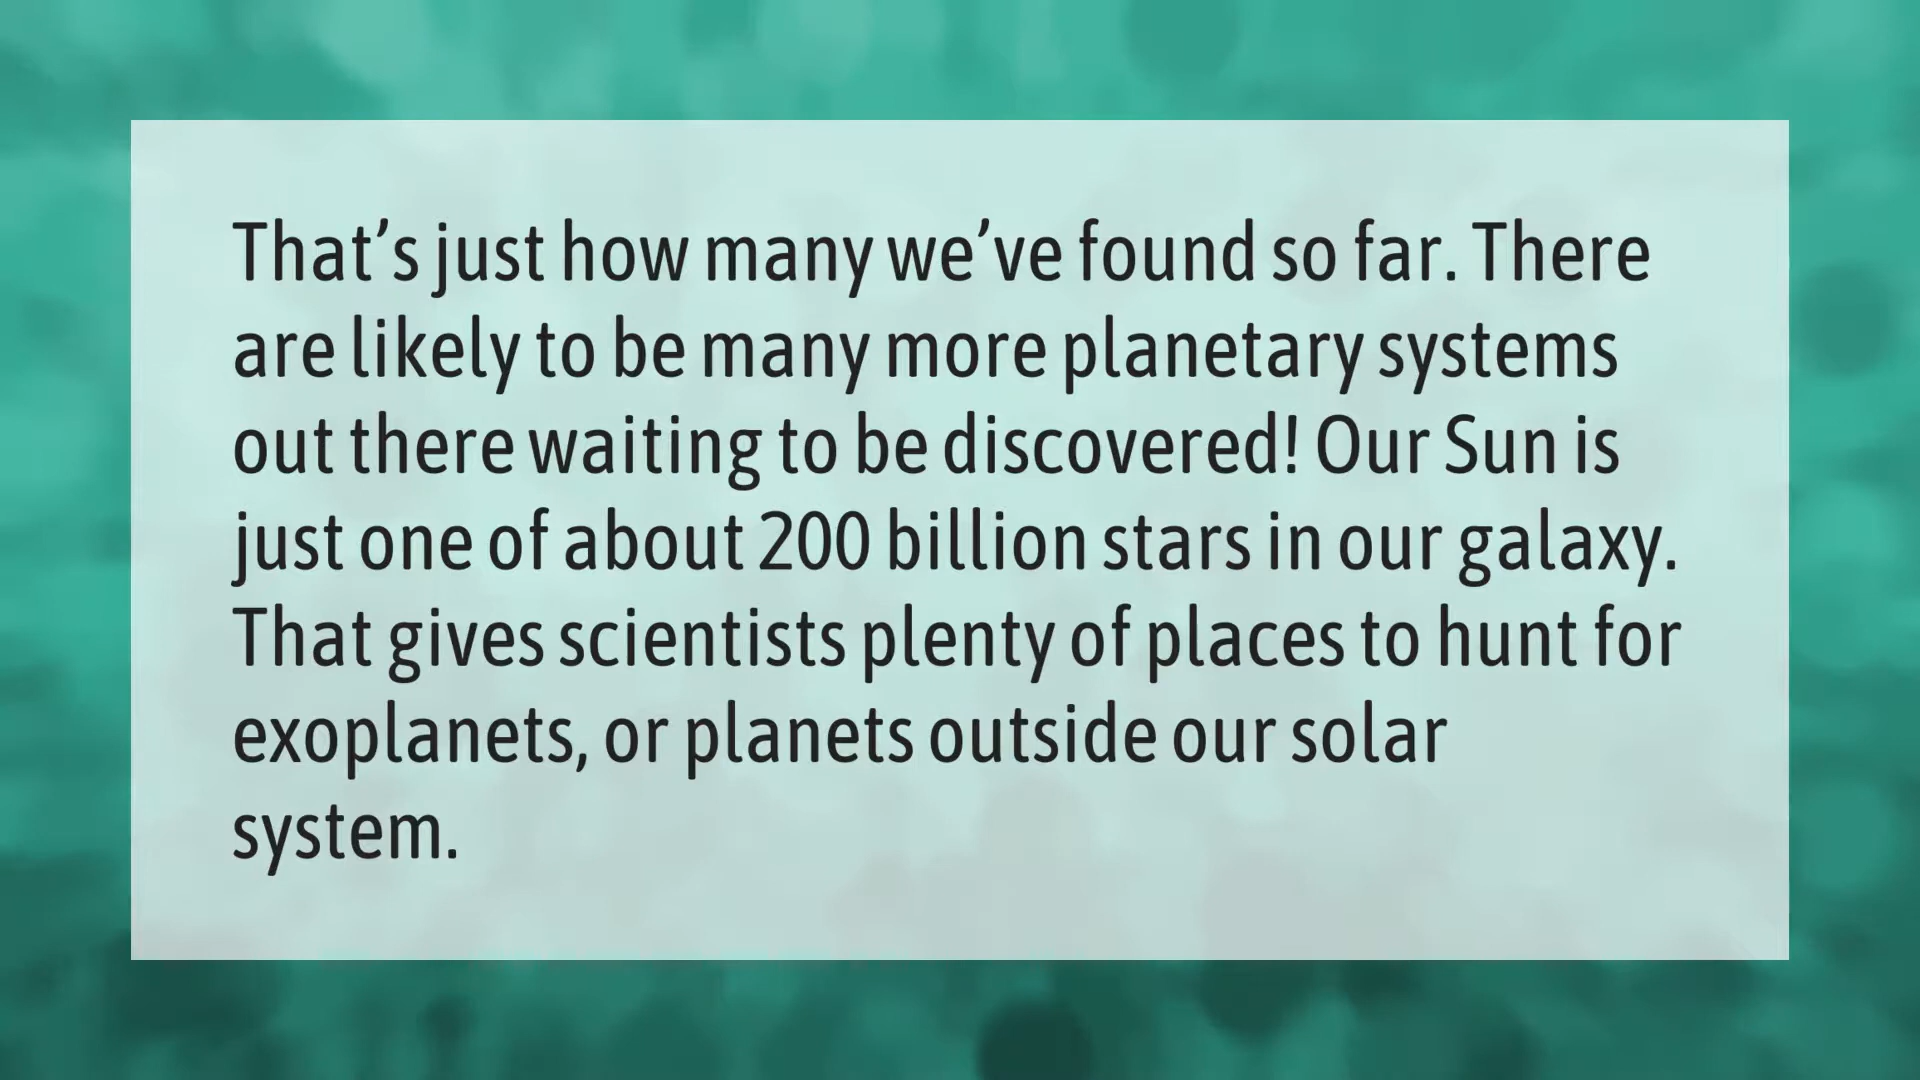 That’s just how many we’ve found so far. There
are likely to be many more planetary systems
out there waiting to be discovered! Our Sun is
just one of about 200 billion stars in our galaxy.
That gives scientists plenty of places to hunt for
exoplanets, or planets outside our solar
system.